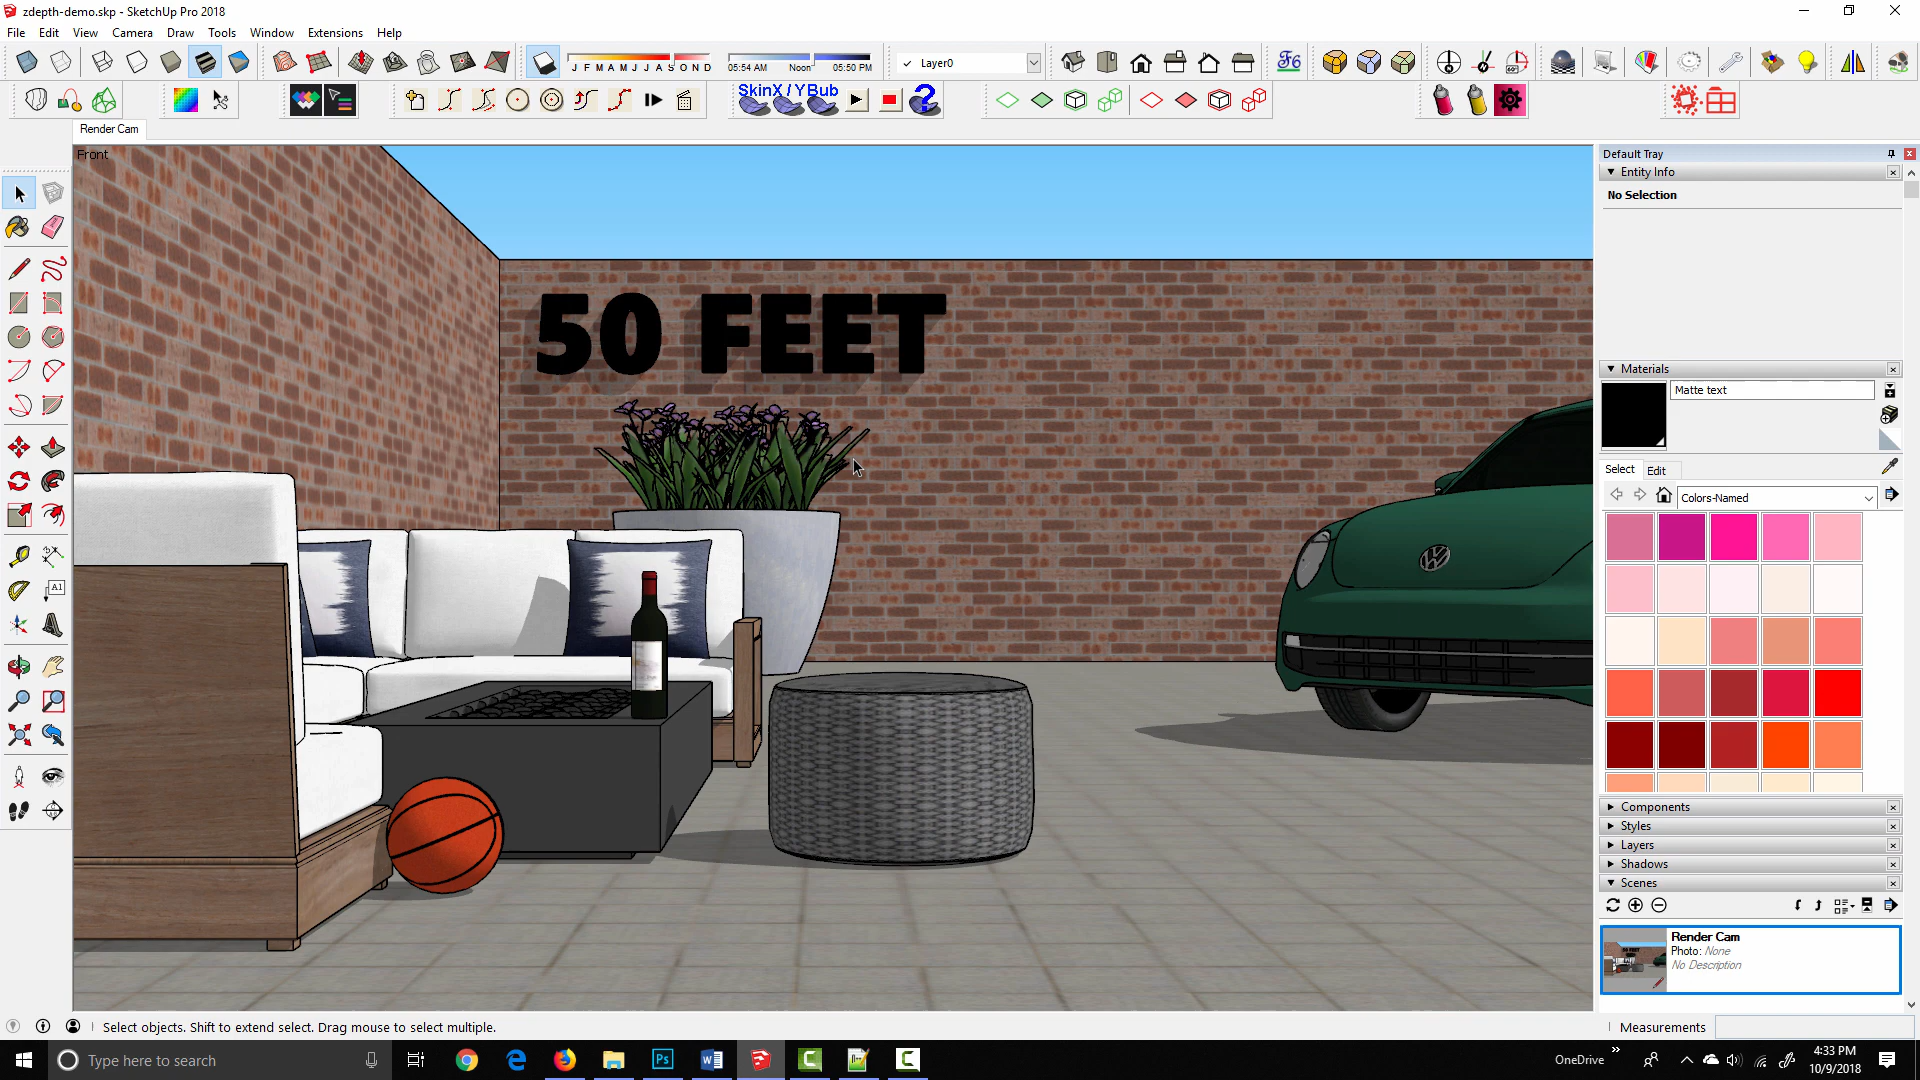 zdepth-demo.skp - SketchUp Pro 2018
File Edit View Camera Draw Tools Window Extensions Help
J F M A M J J A S O N D
05:54 AM Noon 05:50 PM
Layer0
SkinX / YBub
Render Cam
Front
50 FEET
Default Tray
Entity Info
No Selection
Materials
Matte text
Select Edit
Colors-Named
Components
Styles
Layers
Shadows
Scenes
Render Cam
Photo: None
No Description
Select objects. Shift to extend select. Drag mouse to select multiple.
Measurements
Type here to search
OneDrive
4:33 PM
10/9/2018